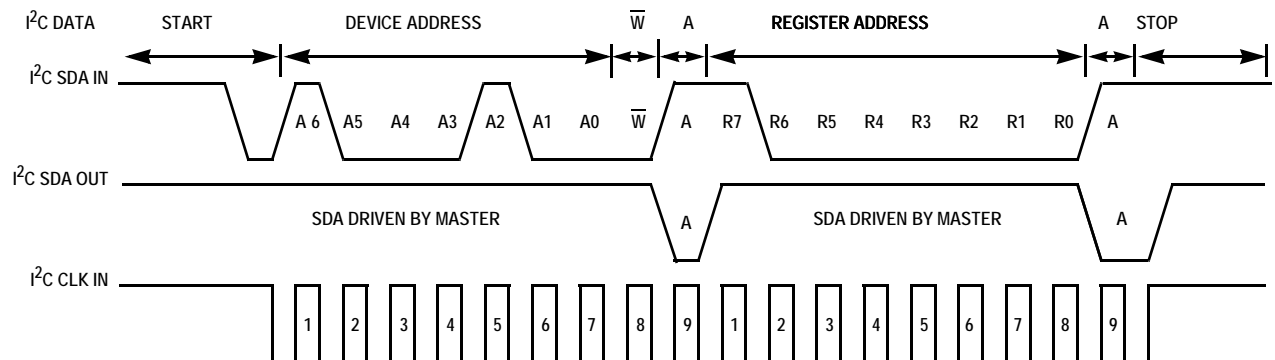 I²C DATA START DEVICE ADDRESS W̅ A REGISTER ADDRESS A STOP
I²C SDA IN
A 6 A5 A4 A3 A2 A1 A0 W̅ A R7 R6 R5 R4 R3 R2 R1 R0 A
I²C SDA OUT
SDA DRIVEN BY MASTER A SDA DRIVEN BY MASTER A
I²C CLK IN
1 2 3 4 5 6 7 8 9 1 2 3 4 5 6 7 8 9